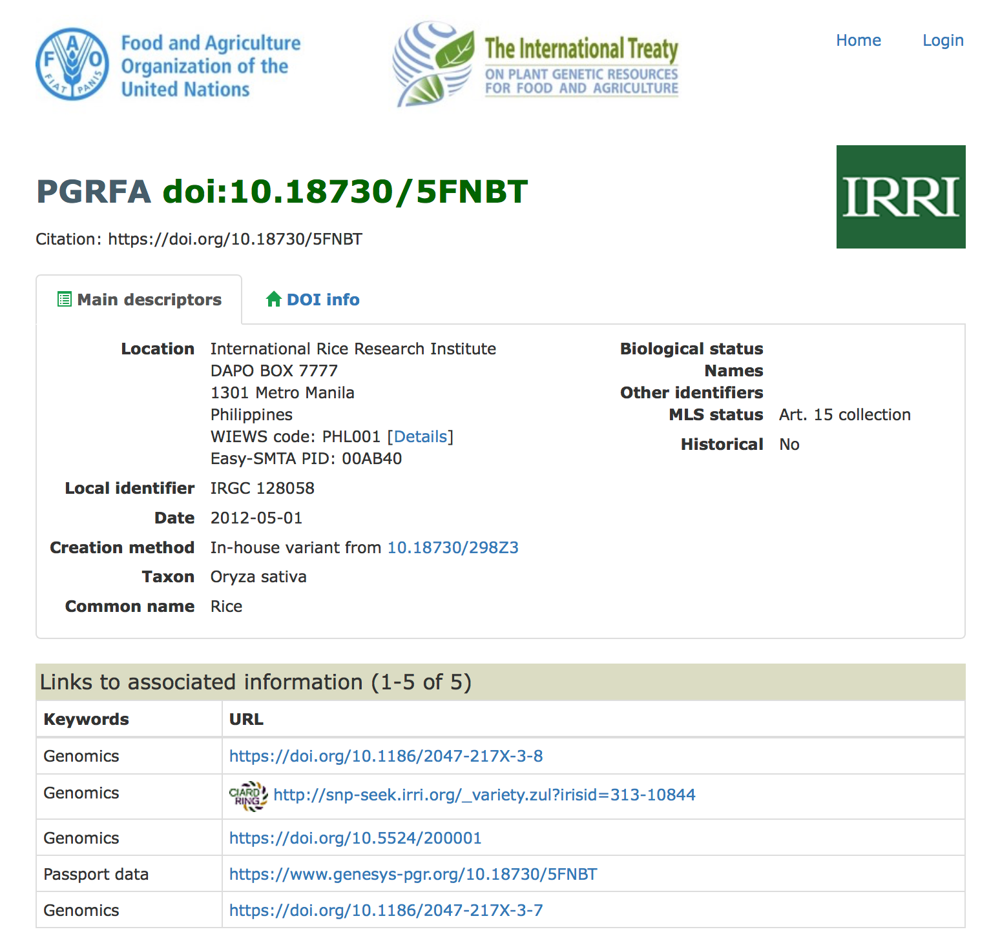 Food and Agriculture
Organization of the
United Nations
F A O
FIAT PANIS
The International Treaty
ON PLANT GENETIC RESOURCES
FOR FOOD AND AGRICULTURE
Home Login
PGRFA doi:10.18730/5FNBT
IRRI
Citation: https://doi.org/10.18730/5FNBT
Main descriptors DOI info
Location International Rice Research Institute
DAPO BOX 7777
1301 Metro Manila
Philippines
WIEWS code: PHL001 [Details]
Easy-SMTA PID: 00AB40
Local identifier IRGC 128058
Date 2012-05-01
Creation method In-house variant from 10.18730/298Z3
Taxon Oryza sativa
Common name Rice
Biological status
Names
Other identifiers
MLS status Art. 15 collection
Historical No
Links to associated information (1-5 of 5)
Keywords URL
Genomics https://doi.org/10.1186/2047-217X-3-8
Genomics CIARD RING http://snp-seek.irri.org/_variety.zul?irisid=313-10844
Genomics https://doi.org/10.5524/200001
Passport data https://www.genesys-pgr.org/10.18730/5FNBT
Genomics https://doi.org/10.1186/2047-217X-3-7